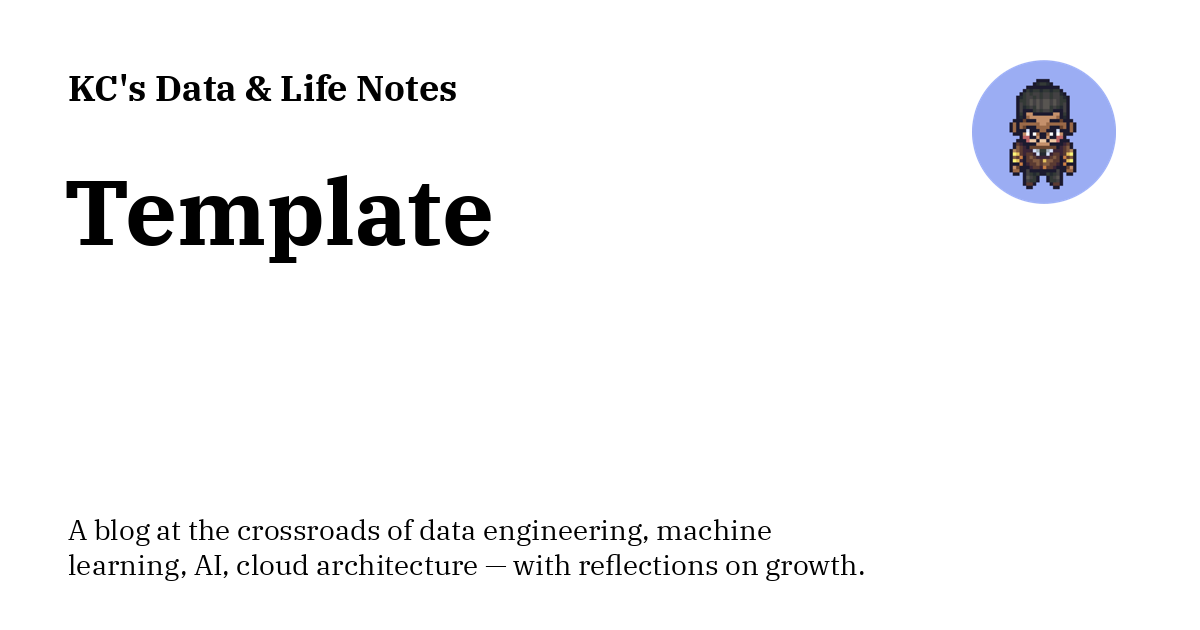 KC's Data & Life Notes
Template
A blog at the crossroads of data engineering, machine
learning, AI, cloud architecture — with reflections on growth.